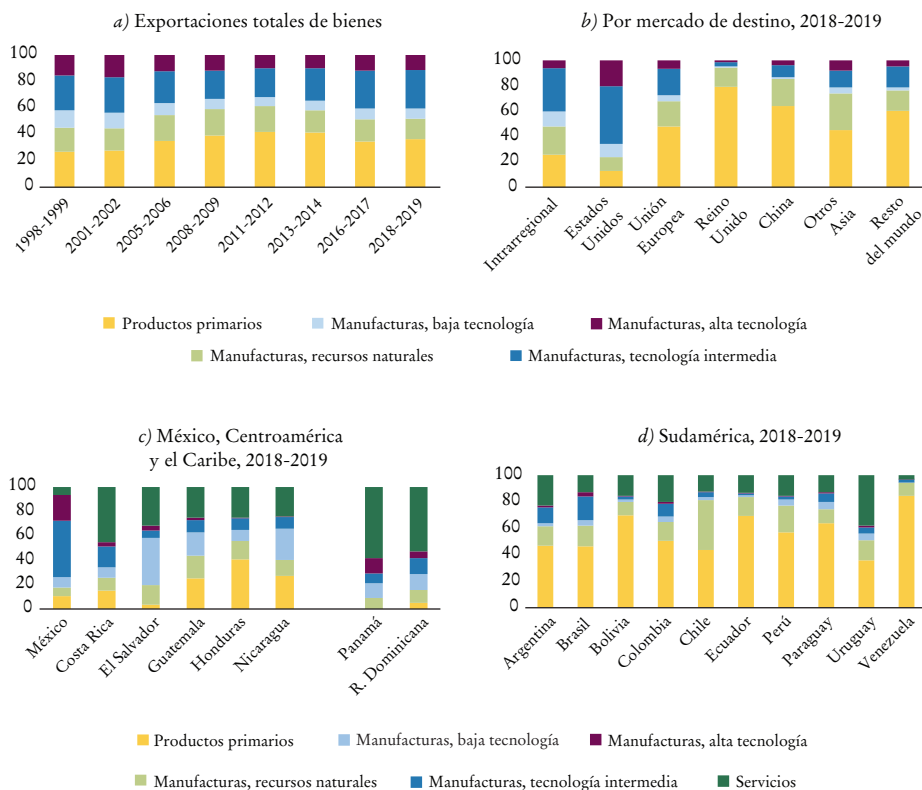 a) Exportaciones totales de bienes
100
80
60
40
20
0
1998-1999
2001-2002
2005-2006
2008-2009
2011-2012
2013-2014
2016-2017
2018-2019
b) Por mercado de destino, 2018-2019
100
80
60
40
20
0
Intrarregional
Estados
Unidos
Unión
Europea
Reino
Unido
China
Otros
Asia
Resto
del mundo
Productos primarios
Manufacturas, baja tecnología
Manufacturas, alta tecnología
Manufacturas, recursos naturales
Manufacturas, tecnología intermedia
c) México, Centroamérica
y el Caribe, 2018-2019
100
80
60
40
20
0
México
Costa Rica
El Salvador
Guatemala
Honduras
Nicaragua
Panamá
R. Dominicana
d) Sudamérica, 2018-2019
100
80
60
40
20
0
Argentina
Brasil
Bolivia
Colombia
Chile
Ecuador
Perú
Paraguay
Uruguay
Venezuela
Productos primarios
Manufacturas, baja tecnología
Manufacturas, alta tecnología
Manufacturas, recursos naturales
Manufacturas, tecnología intermedia
Servicios